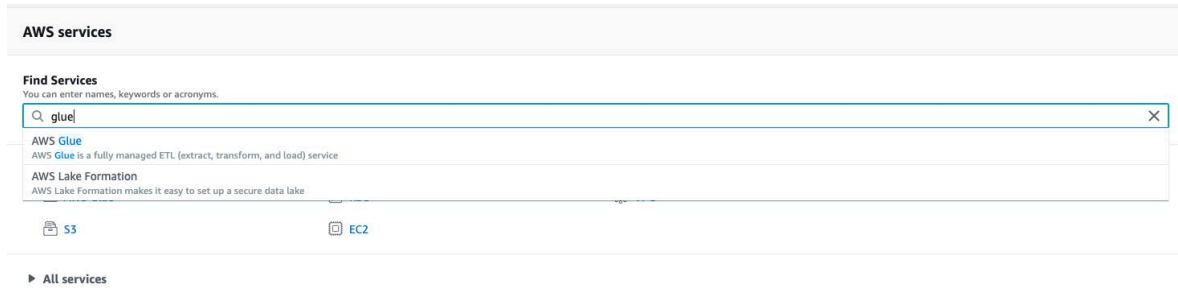 AWS services
Find Services
You can enter names, keywords or acronyms.
glue
AWS Glue
AWS Glue is a fully managed ETL (extract, transform, and load) service
AWS Lake Formation
AWS Lake Formation makes it easy to set up a secure data lake
S3 EC2
All services